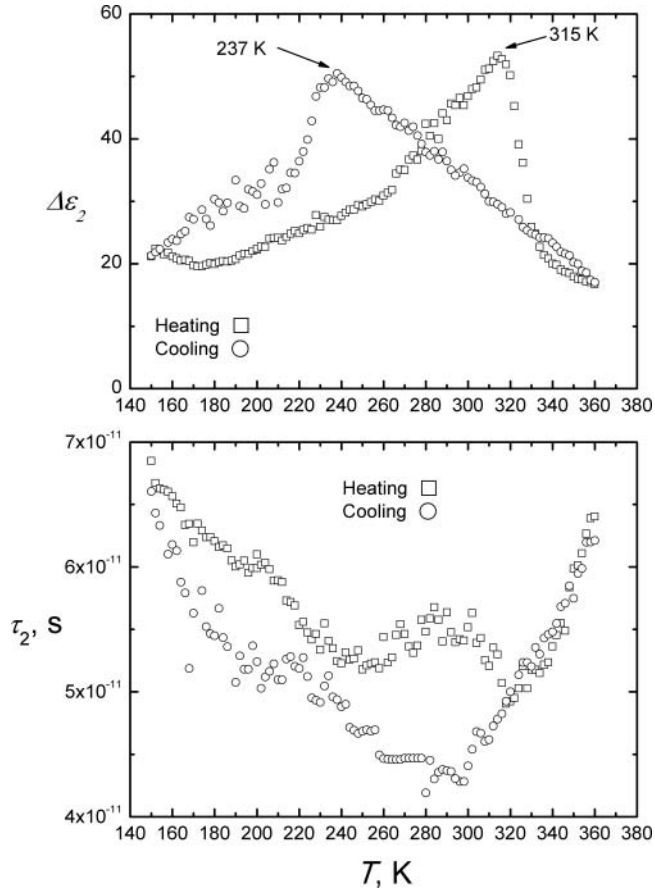 60
237 K
315 K
40
Δε₂
20
Heating
Cooling
0
140 160 180 200 220 240 260 280 300 320 340 360 380
7x10⁻¹¹
Heating
Cooling
6x10⁻¹¹
τ₂, s
5x10⁻¹¹
4x10⁻¹¹
140 160 180 200 220 240 260 280 300 320 340 360 380
T, K